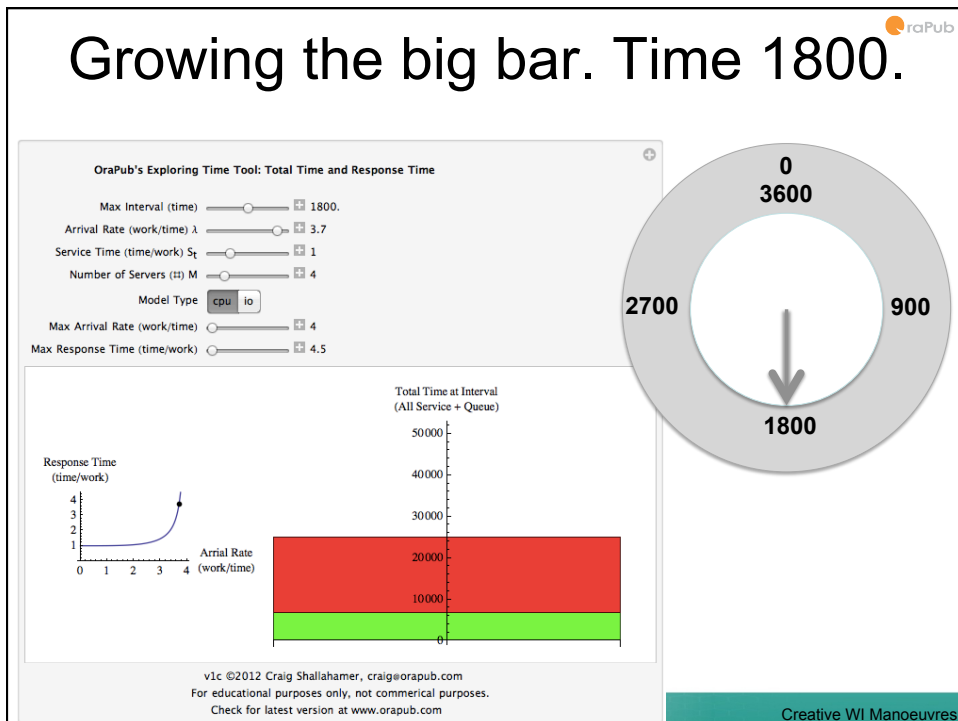 raPub
Growing the big bar. Time 1800.
OraPub's Exploring Time Tool: Total Time and Response Time
Max Interval (time) 1800.
Arrival Rate (work/time) λ 3.7
Service Time (time/work) St 1
Number of Servers (#) M 4
Model Type cpu io
Max Arrival Rate (work/time) 4
Max Response Time (time/work) 4.5
Response Time
(time/work)
4
3
2
1
0 1 2 3 4
Arrial Rate
(work/time)
Total Time at Interval
(All Service + Queue)
50000
40000
30000
20000
10000
0
v1c ©2012 Craig Shallahamer, craig@orapub.com
For educational purposes only, not commerical purposes.
Check for latest version at www.orapub.com
0
3600
2700
900
1800
Creative WI Manoeuvres